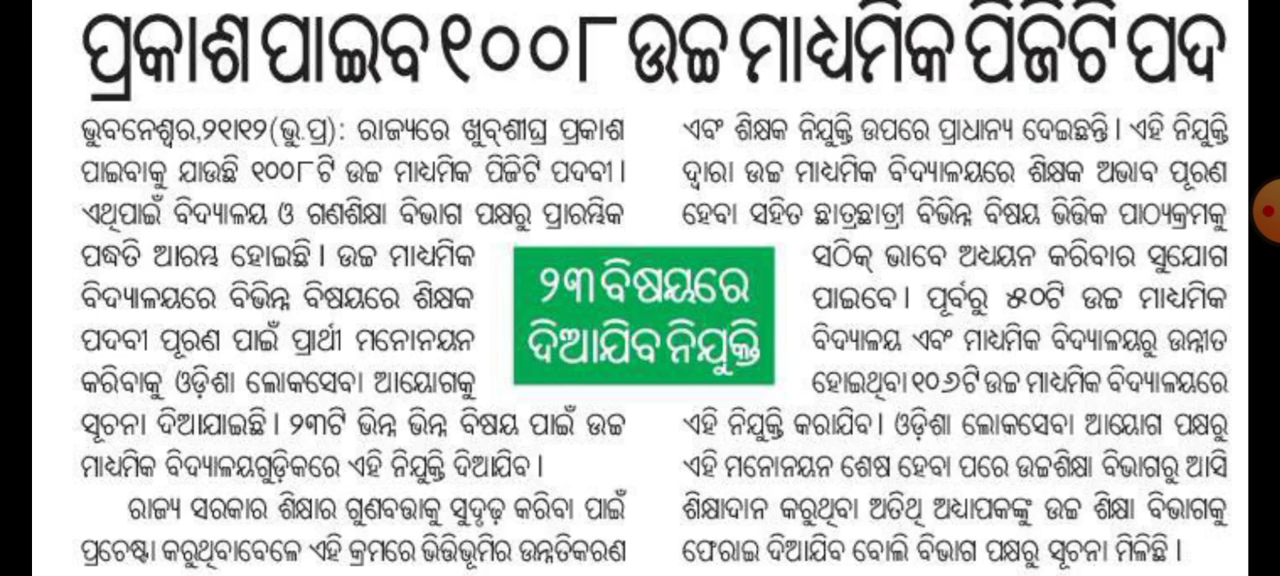 ପ୍ରକାଶ ପାଇବ ୧୦୦୮ ଉଚ୍ଚ ମାଧ୍ୟମିକ ପିଜିଟି ପଦ
ଭୁବନେଶ୍ୱର,୨୧।୧୨(ଭୁ.ପ୍ର): ରାଜ୍ୟରେ ଖୁବ୍‌ଶୀଘ୍ର ପ୍ରକାଶ
ପାଇବାକୁ ଯାଉଛି ୧୦୦୮ଟି ଉଚ୍ଚ ମାଧ୍ୟମିକ ପିଜିଟି ପଦବୀ।
ଏଥିପାଇଁ ବିଦ୍ୟାଳୟ ଓ ଗଣଶିକ୍ଷା ବିଭାଗ ପକ୍ଷରୁ ପ୍ରାରମ୍ଭିକ
ପଦ୍ଧତି ଆରମ୍ଭ ହୋଇଛି। ଉଚ୍ଚ ମାଧ୍ୟମିକ
ବିଦ୍ୟାଳୟରେ ବିଭିନ୍ନ ବିଷୟରେ ଶିକ୍ଷକ
ପଦବୀ ପୂରଣ ପାଇଁ ପ୍ରାର୍ଥୀ ମନୋନୟନ
କରିବାକୁ ଓଡ଼ିଶା ଲୋକସେବା ଆୟୋଗକୁ
ସୂଚନା ଦିଆଯାଇଛି। ୨୩ଟି ଭିନ୍ନ ଭିନ୍ନ ବିଷୟ ପାଇଁ ଉଚ୍ଚ
ମାଧ୍ୟମିକ ବିଦ୍ୟାଳୟଗୁଡ଼ିକରେ ଏହି ନିଯୁକ୍ତି ଦିଆଯିବ।
ରାଜ୍ୟ ସରକାର ଶିକ୍ଷାର ଗୁଣବତ୍ତାକୁ ସୁଦୃଢ଼ କରିବା ପାଇଁ
ପ୍ରଚେଷ୍ଟା କରୁଥିବାବେଳେ ଏହି କ୍ରମରେ ଭିତ୍ତିଭୂମିର ଉନ୍ନତିକରଣ
୨୩ ବିଷୟରେ
ଦିଆଯିବ ନିଯୁକ୍ତି
ଏବଂ ଶିକ୍ଷକ ନିଯୁକ୍ତି ଉପରେ ପ୍ରାଧାନ୍ୟ ଦେଇଛନ୍ତି। ଏହି ନିଯୁକ୍ତି
ଦ୍ୱାରା ଉଚ୍ଚ ମାଧ୍ୟମିକ ବିଦ୍ୟାଳୟରେ ଶିକ୍ଷକ ଅଭାବ ପୂରଣ
ହେବା ସହିତ ଛାତ୍ରଛାତ୍ରୀ ବିଭିନ୍ନ ବିଷୟ ଭିତ୍ତିକ ପାଠ୍ୟକ୍ରମକୁ
ସଠିକ୍ ଭାବେ ଅଧ୍ୟୟନ କରିବାର ସୁଯୋଗ
ପାଇବେ। ପୂର୍ବରୁ ୫୦ଟି ଉଚ୍ଚ ମାଧ୍ୟମିକ
ବିଦ୍ୟାଳୟ ଏବଂ ମାଧ୍ୟମିକ ବିଦ୍ୟାଳୟରୁ ଉନ୍ନୀତ
ହୋଇଥିବା ୧୦୬ଟି ଉଚ୍ଚ ମାଧ୍ୟମିକ ବିଦ୍ୟାଳୟରେ
ଏହି ନିଯୁକ୍ତି କରାଯିବ। ଓଡ଼ିଶା ଲୋକସେବା ଆୟୋଗ ପକ୍ଷରୁ
ଏହି ମନୋନୟନ ଶେଷ ହେବା ପରେ ଉଚ୍ଚଶିକ୍ଷା ବିଭାଗରୁ ଆସି
ଶିକ୍ଷାଦାନ କରୁଥିବା ଅତିଥି ଅଧ୍ୟାପକଙ୍କୁ ଉଚ୍ଚ ଶିକ୍ଷା ବିଭାଗକୁ
ଫେରାଇ ଦିଆଯିବ ବୋଲି ବିଭାଗ ପକ୍ଷରୁ ସୂଚନା ମିଳିଛି।